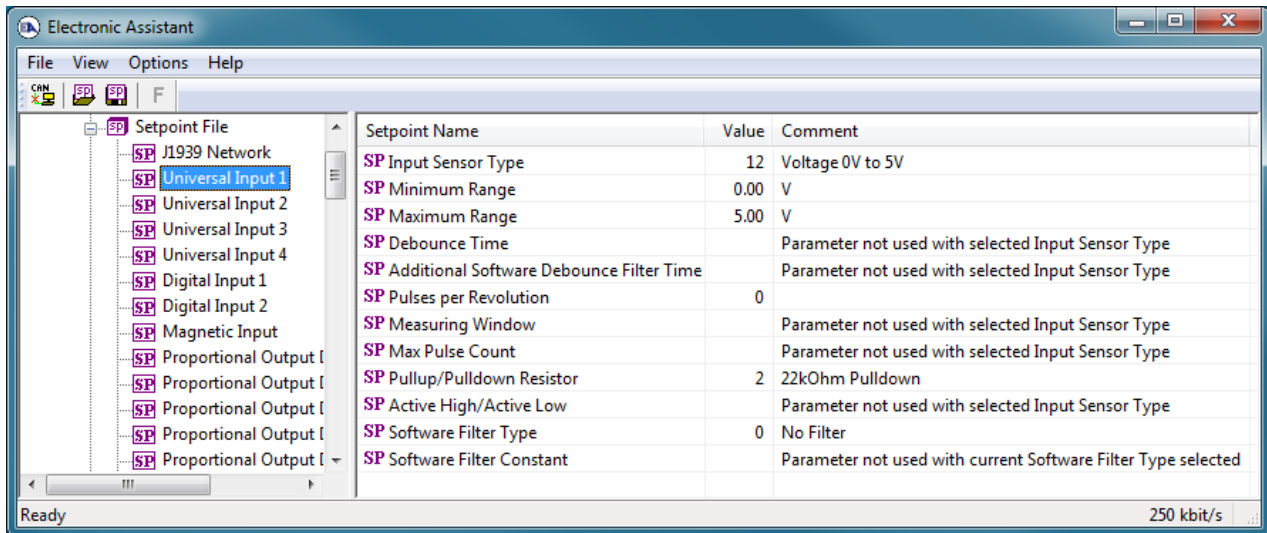 Electronic Assistant
File View Options Help
CAN SP SP F
SP Setpoint File
SP J1939 Network
SP Universal Input 1
SP Universal Input 2
SP Universal Input 3
SP Universal Input 4
SP Digital Input 1
SP Digital Input 2
SP Magnetic Input
SP Proportional Output D
SP Proportional Output D
SP Proportional Output D
SP Proportional Output D
SP Proportional Output D
Setpoint Name Value Comment
SP Input Sensor Type 12 Voltage 0V to 5V
SP Minimum Range 0.00 V
SP Maximum Range 5.00 V
SP Debounce Time Parameter not used with selected Input Sensor Type
SP Additional Software Debounce Filter Time Parameter not used with selected Input Sensor Type
SP Pulses per Revolution 0
SP Measuring Window Parameter not used with selected Input Sensor Type
SP Max Pulse Count Parameter not used with selected Input Sensor Type
SP Pullup/Pulldown Resistor 2 22kOhm Pulldown
SP Active High/Active Low Parameter not used with selected Input Sensor Type
SP Software Filter Type 0 No Filter
SP Software Filter Constant Parameter not used with current Software Filter Type selected
Ready 250 kbit/s